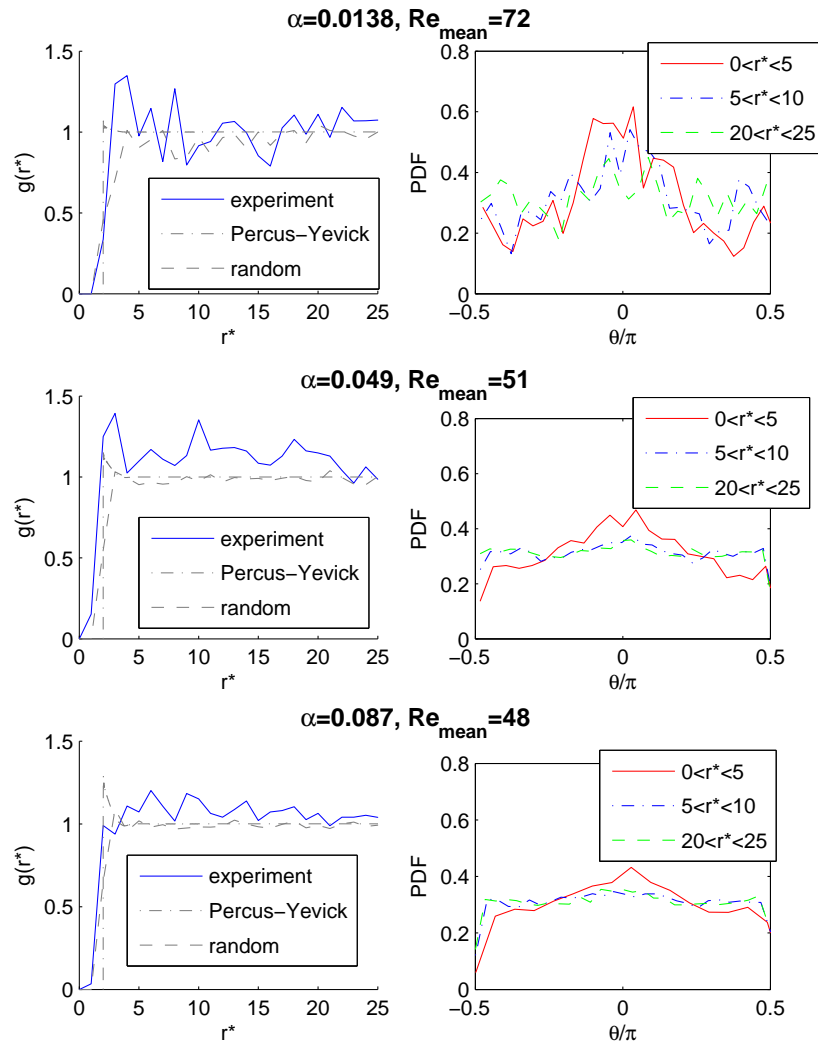 α=0.0138, Re_mean=72
1.5
1
0.5
0
g(r*)
experiment
Percus−Yevick
random
0 5 10 15 20 25
r*
0.8
0.6
0.4
0.2
0
PDF
0<r*<5
5<r*<10
20<r*<25
−0.5 0 0.5
θ/π
α=0.049, Re_mean=51
1.5
1
0.5
0
g(r*)
experiment
Percus−Yevick
random
0 5 10 15 20 25
r*
0.8
0.6
0.4
0.2
0
PDF
0<r*<5
5<r*<10
20<r*<25
−0.5 0 0.5
θ/π
α=0.087, Re_mean=48
1.5
1
0.5
0
g(r*)
experiment
Percus−Yevick
random
0 5 10 15 20 25
r*
0.8
0.6
0.4
0.2
0
PDF
0<r*<5
5<r*<10
20<r*<25
−0.5 0 0.5
θ/π